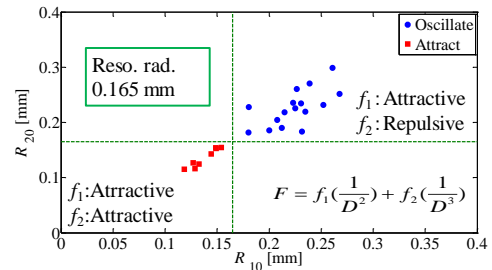 0.4
0.3
0.2
0.1
0
R20 [mm]
Reso. rad.
0.165 mm
Oscillate
Attract
f1: Attractive
f2: Repulsive
f1:Atrractive
f2:Attractive
F = f1(1/D^2) + f2(1/D^3)
0 0.05 0.1 0.15 0.2 0.25 0.3 0.35 0.4
R10 [mm]